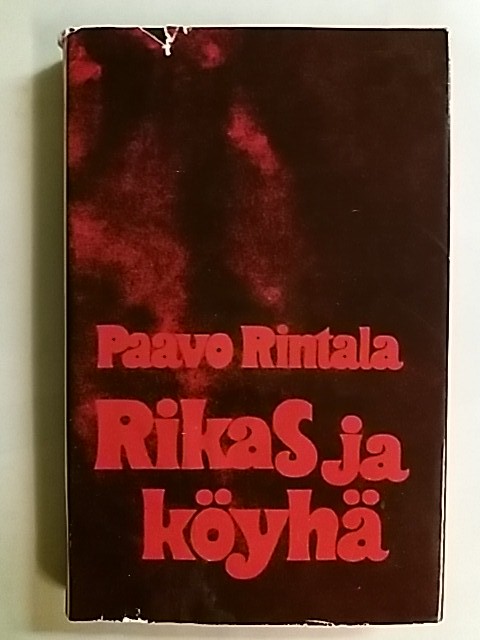 Paavo Rintala
Rikas ja
köyhä